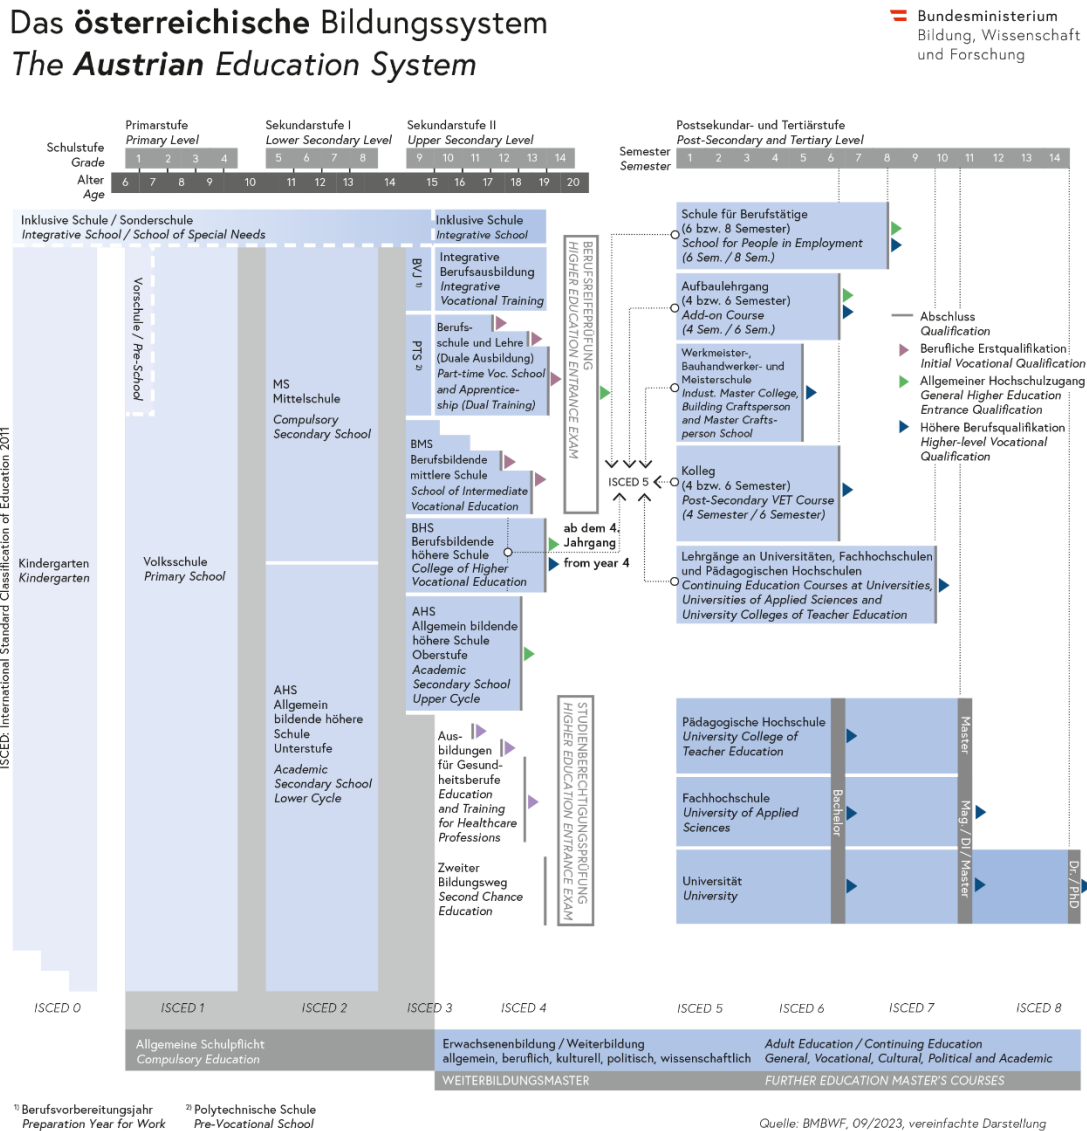 Das österreichische Bildungssystem
The Austrian Education System
Bundesministerium
Bildung, Wissenschaft
und Forschung
Primarstufe
Primary Level
Sekundarstufe I
Lower Secondary Level
Sekundarstufe II
Upper Secondary Level
Postsekundar- und Tertiärstufe
Post-Secondary and Tertiary Level
Schulstufe
Grade
1 2 3 4
5 6 7 8
9 10 11 12 13 14
Semester
Semester
1 2 3 4 5 6 7 8 9 10 11 12 13 14
Alter
Age
6 7 8 9 10 11 12 13 14 15 16 17 18 19 20
Inklusive Schule / Sonderschule
Integrative School / School of Special Needs
Inklusive Schule
Integrative School
Kindergarten
Kindergarten
Vorschule / Pre-School
Volksschule
Primary School
MS
Mittelschule
Compulsory
Secondary School
AHS
Allgemein
bildende höhere
Schule
Unterstufe
Academic
Secondary School
Lower Cycle
BVJ 1)
Integrative
Berufsausbildung
Integrative
Vocational Training
PTS 2)
Berufs-
schule und Lehre
(Duale Ausbildung)
Part-time Voc. School
and Apprentice-
ship (Dual Training)
BMS
Berufsbildende
mittlere Schule
School of Intermediate
Vocational Education
BHS
Berufsbildende
höhere Schule
College of Higher
Vocational Education
ab dem 4.
Jahrgang
from year 4
AHS
Allgemein bildende
höhere Schule
Oberstufe
Academic
Secondary School
Upper Cycle
Aus-
bildungen
für Gesund-
heitsberufe
Education
and Training
for Healthcare
Professions
Zweiter
Bildungsweg
Second Chance
Education
BERUFSREIFEPRÜFUNG
HIGHER EDUCATION ENTRANCE EXAM
STUDIENBERECHTIGUNGSPRÜFUNG
HIGHER EDUCATION ENTRANCE EXAM
ISCED 5
Schule für Berufstätige
(6 bzw. 8 Semester)
School for People in Employment
(6 Sem. / 8 Sem.)
Aufbaulehrgang
(4 bzw. 6 Semester)
Add-on Course
(4 Sem. / 6 Sem.)
Werkmeister-,
Bauhandwerker- und
Meisterschule
Indust. Master College,
Building Craftsperson
and Master Crafts-
person School
Kolleg
(4 bzw. 6 Semester)
Post-Secondary VET Course
(4 Semester / 6 Semester)
Lehrgänge an Universitäten, Fachhochschulen
und Pädagogischen Hochschulen
Continuing Education Courses at Universities,
Universities of Applied Sciences and
University Colleges of Teacher Education
Abschluss
Qualification
Berufliche Erstqualifikation
Initial Vocational Qualification
Allgemeiner Hochschulzugang
General Higher Education
Entrance Qualification
Höhere Berufsqualifikation
Higher-level Vocational
Qualification
Pädagogische Hochschule
University College of
Teacher Education
Fachhochschule
University of Applied
Sciences
Universität
University
Bachelor
Master
Mag. / DI / Master
Dr. / PhD
ISCED: International Standard Classification of Education 2011
ISCED 0
ISCED 1
ISCED 2
ISCED 3
ISCED 4
ISCED 5
ISCED 6
ISCED 7
ISCED 8
Allgemeine Schulpflicht
Compulsory Education
Erwachsenenbildung / Weiterbildung
allgemein, beruflich, kulturell, politisch, wissenschaftlich
Adult Education / Continuing Education
General, Vocational, Cultural, Political and Academic
WEITERBILDUNGSMASTER
FURTHER EDUCATION MASTER'S COURSES
1) Berufsvorbereitungsjahr
Preparation Year for Work
2) Polytechnische Schule
Pre-Vocational School
Quelle: BMBWF, 09/2023, vereinfachte Darstellung